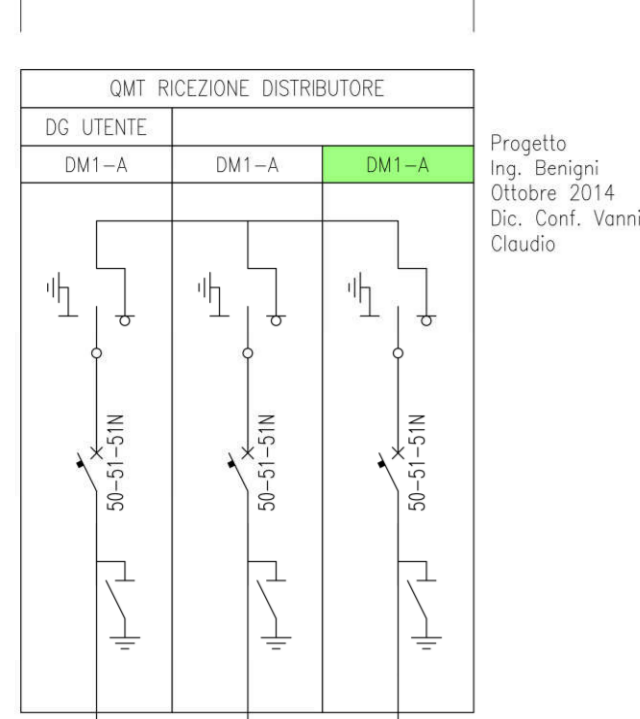 QMT RICEZIONE DISTRIBUTORE
DG UTENTE
DM1-A DM1-A DM1-A
Progetto
Ing. Benigni
Ottobre 2014
Dic. Conf. Vanni
Claudio
50-51-51N 50-51-51N 50-51-51N